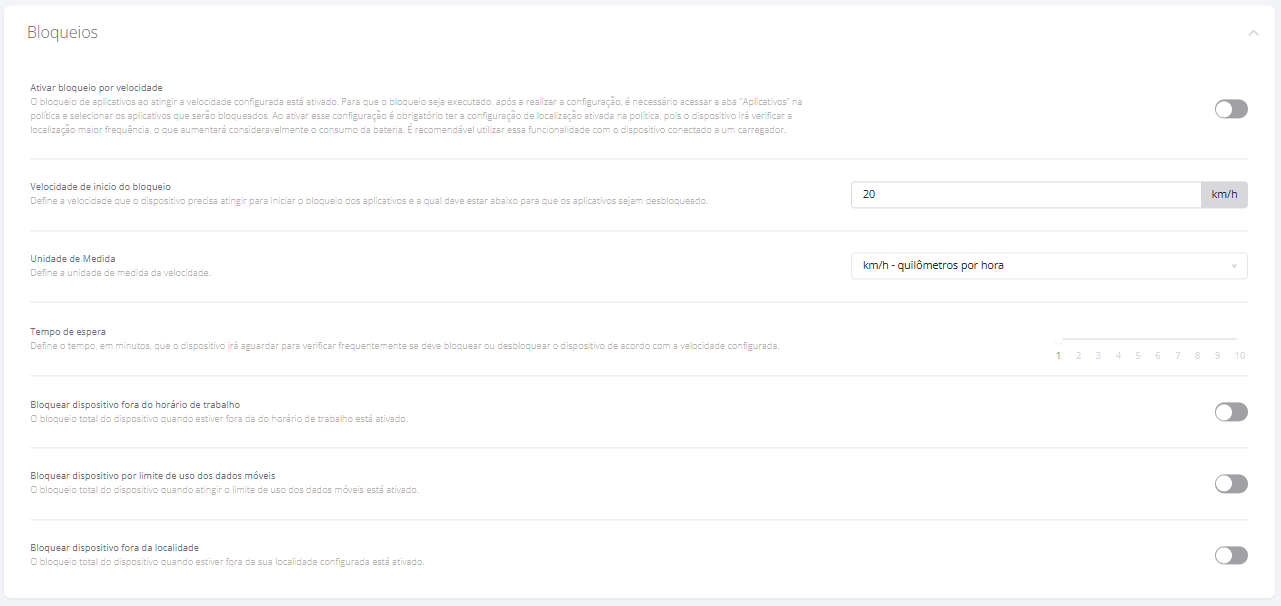 Bloqueios
Ativar bloqueio por velocidade
O bloqueio de aplicativos ao atingir a velocidade configurada está ativado. Para que o bloqueio seja executado, após a realizar a configuração, é necessário acessar a aba "Aplicativos" na
política e selecionar os aplicativos que serão bloqueados. Ao ativar esse configuração é obrigatório ter a configuração de localização ativada na política, pois o dispositivo irá verificar a
localização maior frequência, o que aumentará consideravelmente o consumo da bateria. É recomendável utilizar essa funcionalidade com o dispositivo conectado a um carregador.
Velocidade de inicio do bloqueio
Define a velocidade que o dispositivo precisa atingir para iniciar o bloqueio dos aplicativos e a qual deve estar abaixo para que os aplicativos sejam desbloqueado.
20
km/h
Unidade de Medida
Define a unidade de medida da velocidade.
km/h - quilômetros por hora
Tempo de espera
Define o tempo, em minutos, que o dispositivo irá aguardar para verificar frequentemente se deve bloquear ou desbloquear o dispositivo de acordo com a velocidade configurada.
1 2 3 4 5 6 7 8 9 10
Bloquear dispositivo fora do horário de trabalho
O bloqueio total do dispositivo quando estiver fora da do horário de trabalho está ativado.
Bloquear dispositivo por limite de uso dos dados móveis
O bloqueio total do dispositivo quando atingir o limite de uso dos dados móveis está ativado.
Bloquear dispositivo fora da localidade
O bloqueio total do dispositivo quando estiver fora da sua localidade configurada está ativado.